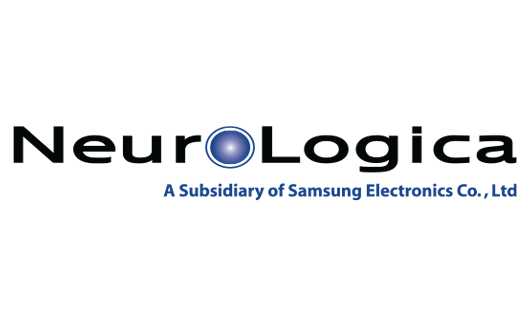 NeuroLogica
A Subsidiary of Samsung Electronics Co., Ltd